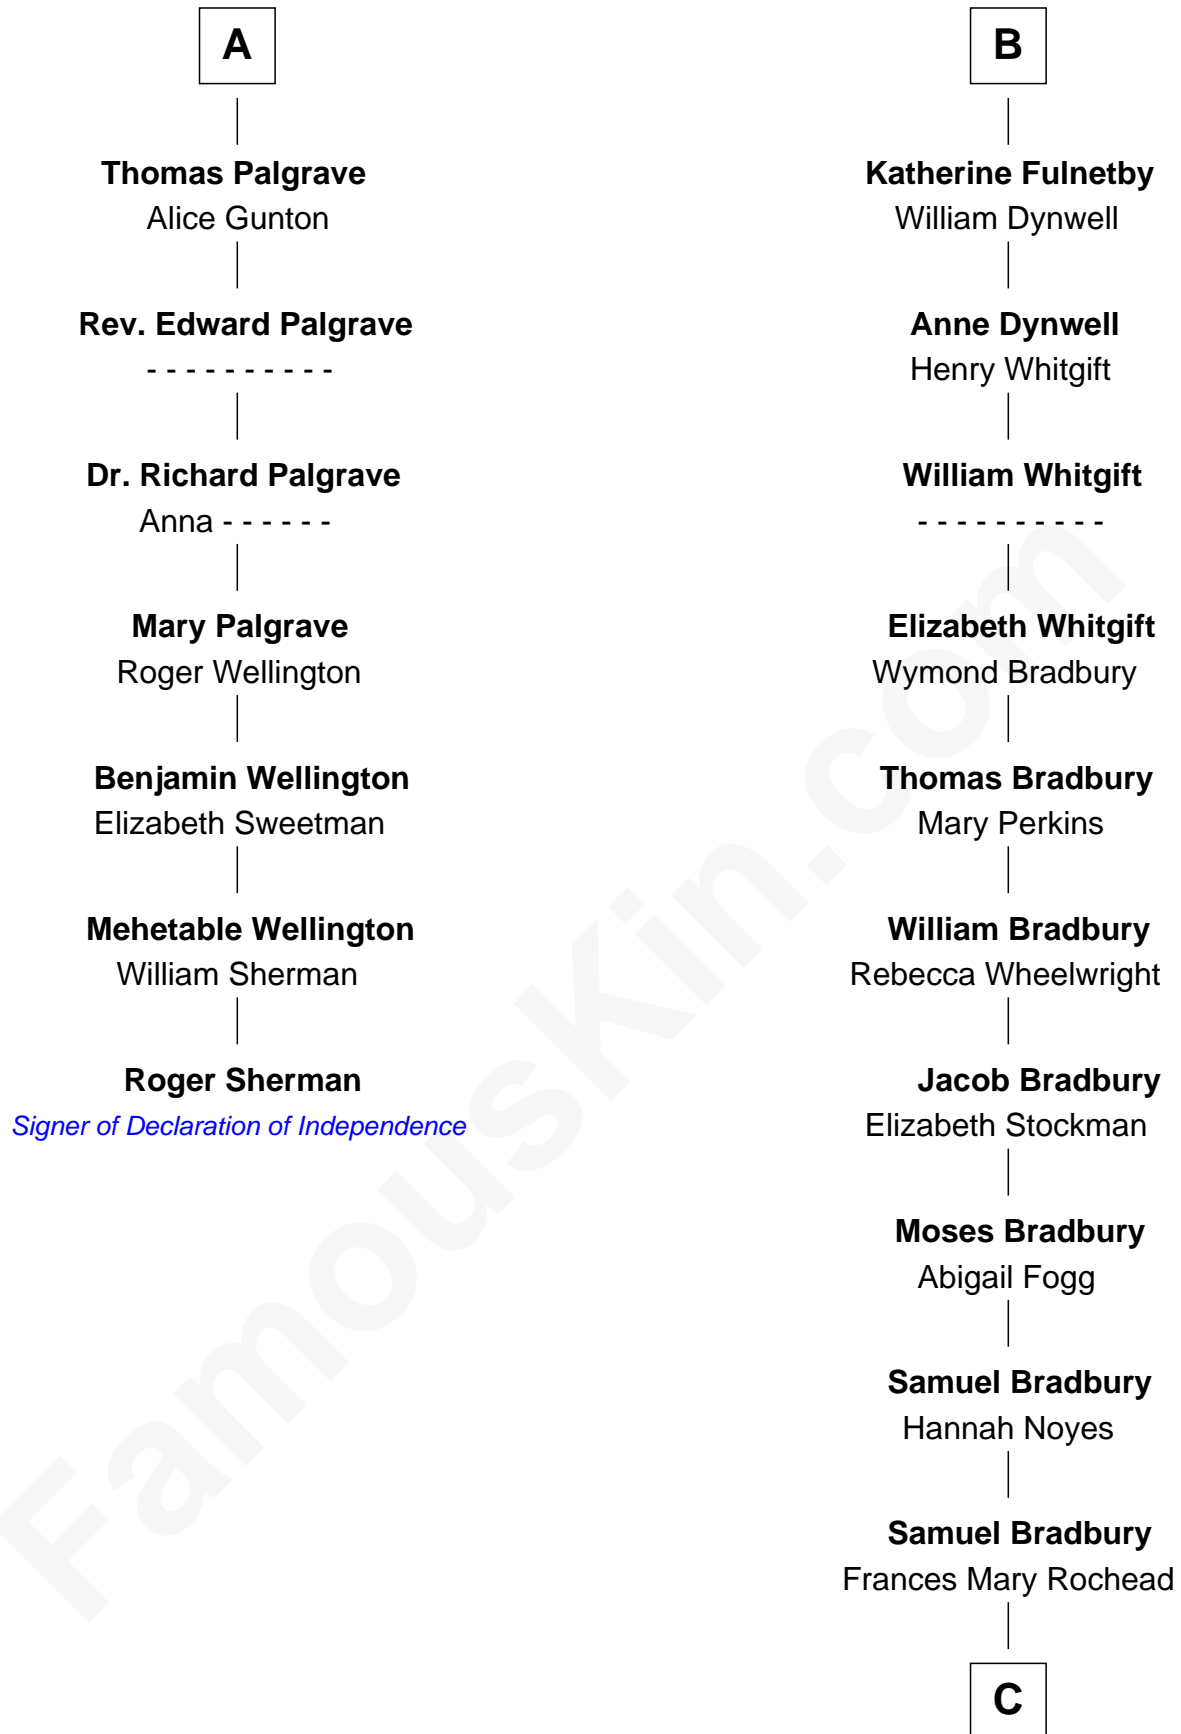 A
Thomas Palgrave
Alice Gunton
Rev. Edward Palgrave
- - - - - - - - - -
Dr. Richard Palgrave
Anna - - - - - -
Mary Palgrave
Roger Wellington
Benjamin Wellington
Elizabeth Sweetman
Mehetable Wellington
William Sherman
Roger Sherman
Signer of Declaration of Independence
B
Katherine Fulnetby
William Dynwell
Anne Dynwell
Henry Whitgift
William Whitgift
- - - - - - - - - -
Elizabeth Whitgift
Wymond Bradbury
Thomas Bradbury
Mary Perkins
William Bradbury
Rebecca Wheelwright
Jacob Bradbury
Elizabeth Stockman
Moses Bradbury
Abigail Fogg
Samuel Bradbury
Hannah Noyes
Samuel Bradbury
Frances Mary Rochead
C
FamousKin.com